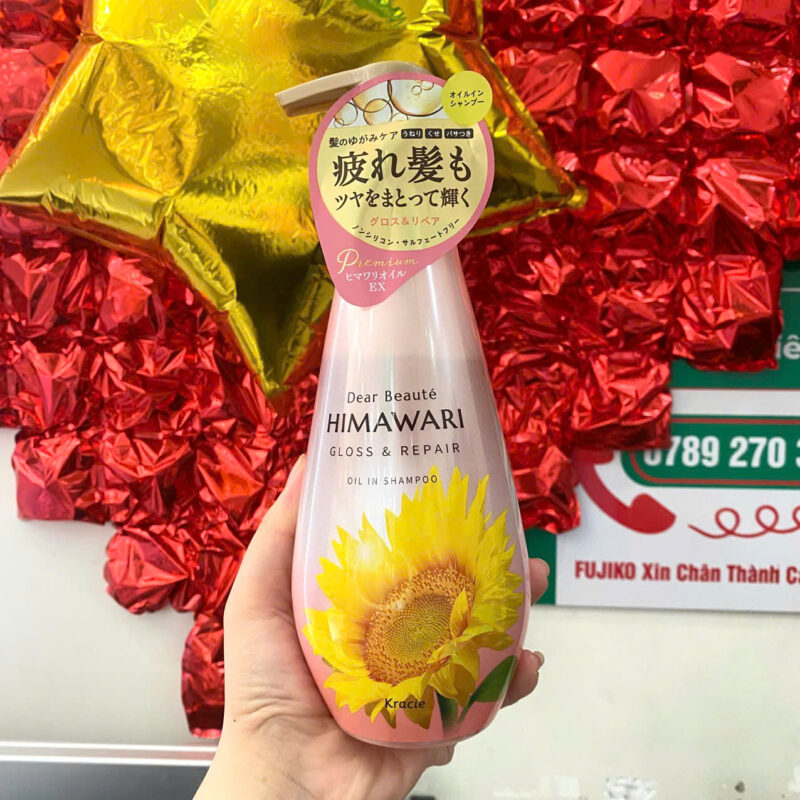 オイルイン
シャンプー
髪のゆがみケア うねり くせ パサつき
疲れ髪も
ツヤをまとって輝く
グロス&リペア
ノンシリコン・サルフェートフリー
Premium
ヒマワリオイル
EX
Dear Beauté
HIMAWARI
GLOSS & REPAIR
OIL IN SHAMPOO
Kracie
0789 270
FUJIKO Xin Chân Thành